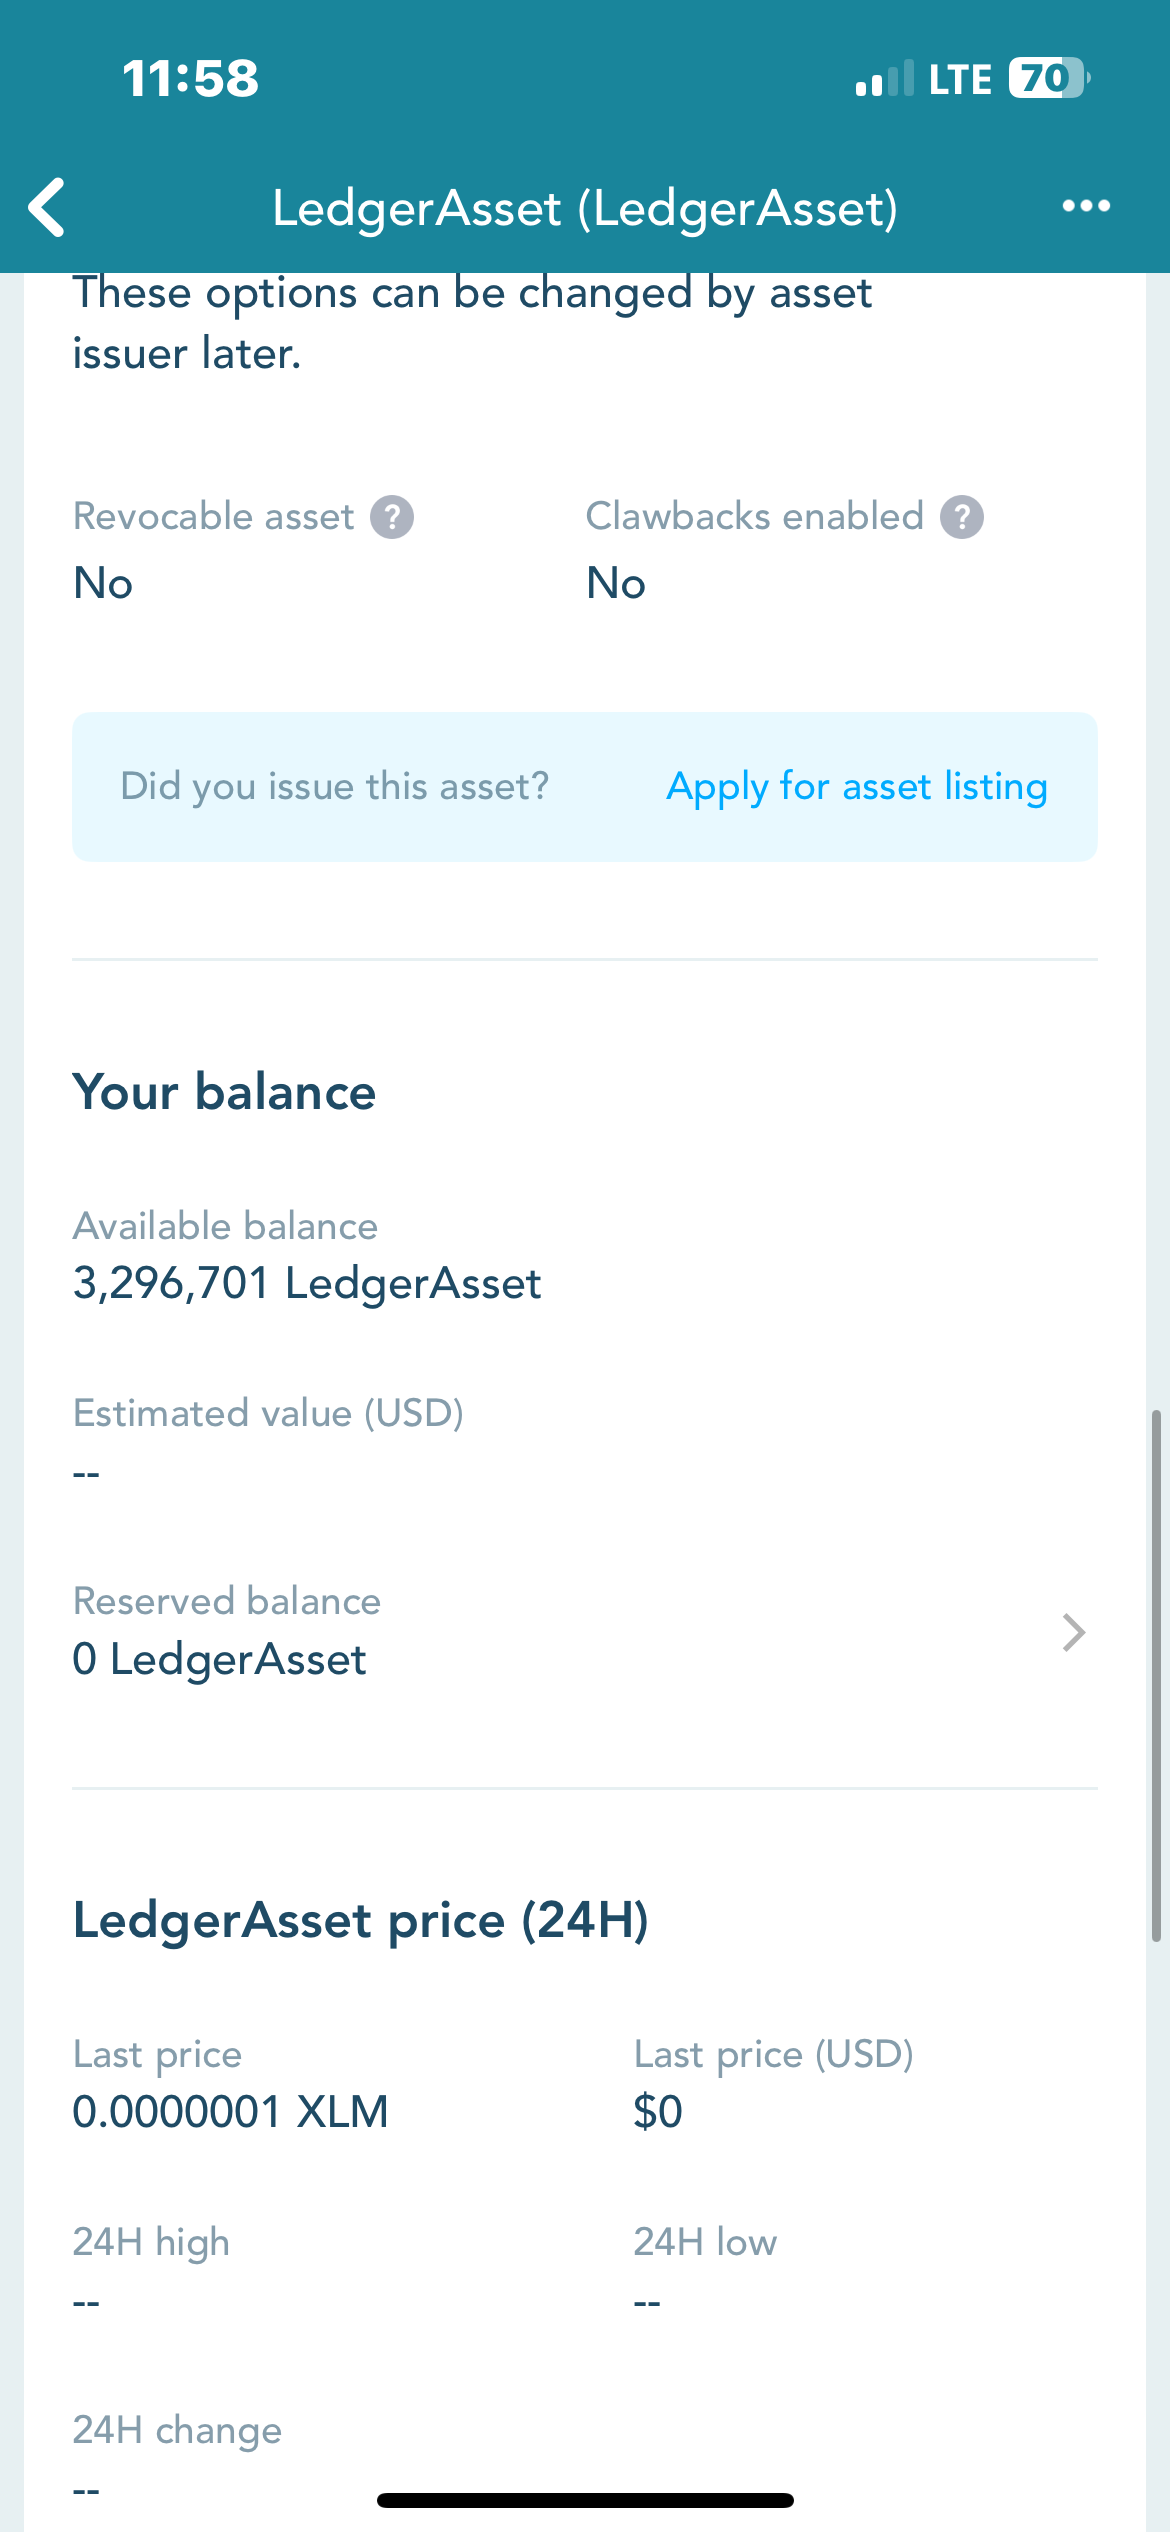 11:58
LTE 70
LedgerAsset (LedgerAsset)
These options can be changed by asset
issuer later.
Revocable asset ?
Clawbacks enabled ?
No
No
Did you issue this asset?
Apply for asset listing
Your balance
Available balance
3,296,701 LedgerAsset
Estimated value (USD)
--
Reserved balance
0 LedgerAsset
LedgerAsset price (24H)
Last price
Last price (USD)
0.0000001 XLM
$0
24H high
24H low
--
--
24H change
--